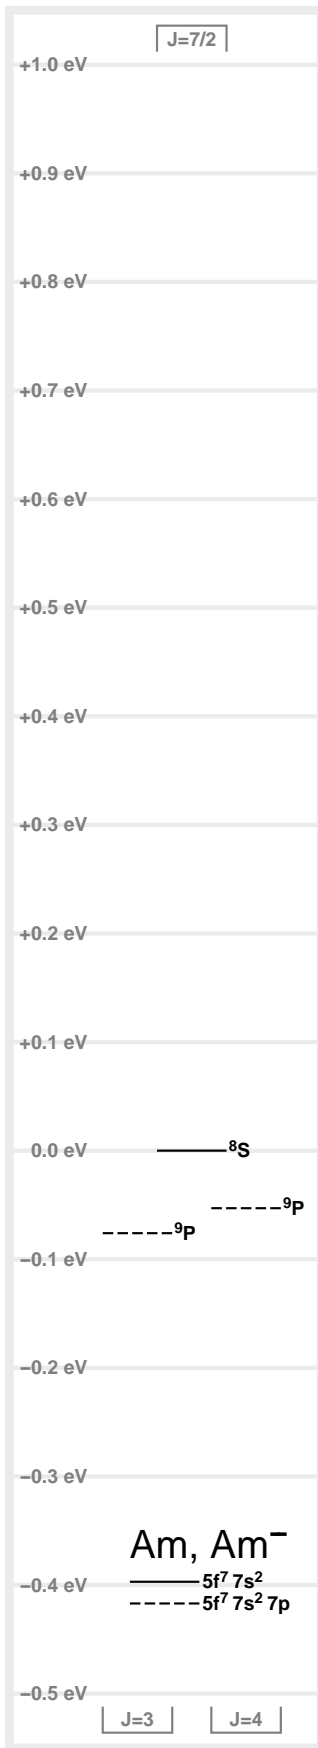 J=7/2
+1.0 eV
+0.9 eV
+0.8 eV
+0.7 eV
+0.6 eV
+0.5 eV
+0.4 eV
+0.3 eV
+0.2 eV
+0.1 eV
0.0 eV
⁸S
⁹P
⁹P
−0.1 eV
−0.2 eV
−0.3 eV
Am, Am⁻
−0.4 eV
5f⁷ 7s²
5f⁷ 7s² 7p
−0.5 eV
J=3 J=4